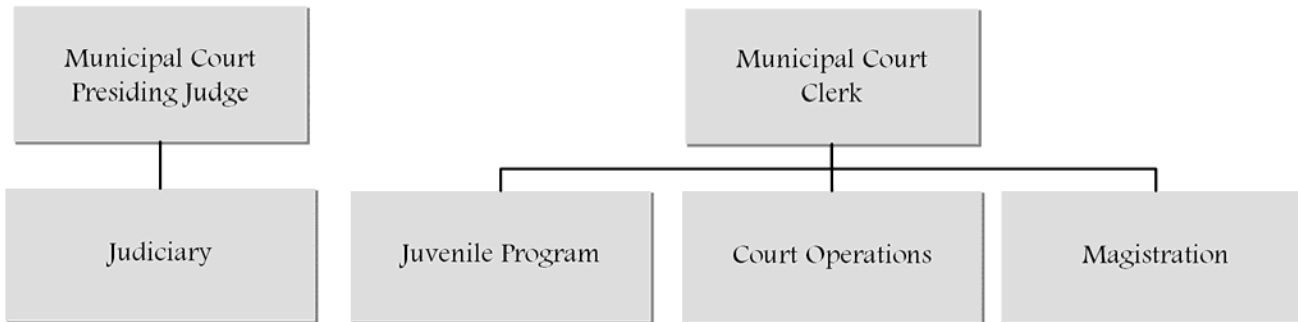 Municipal Court
Presiding Judge
Municipal Court
Clerk
Judiciary
Juvenile Program
Court Operations
Magistration